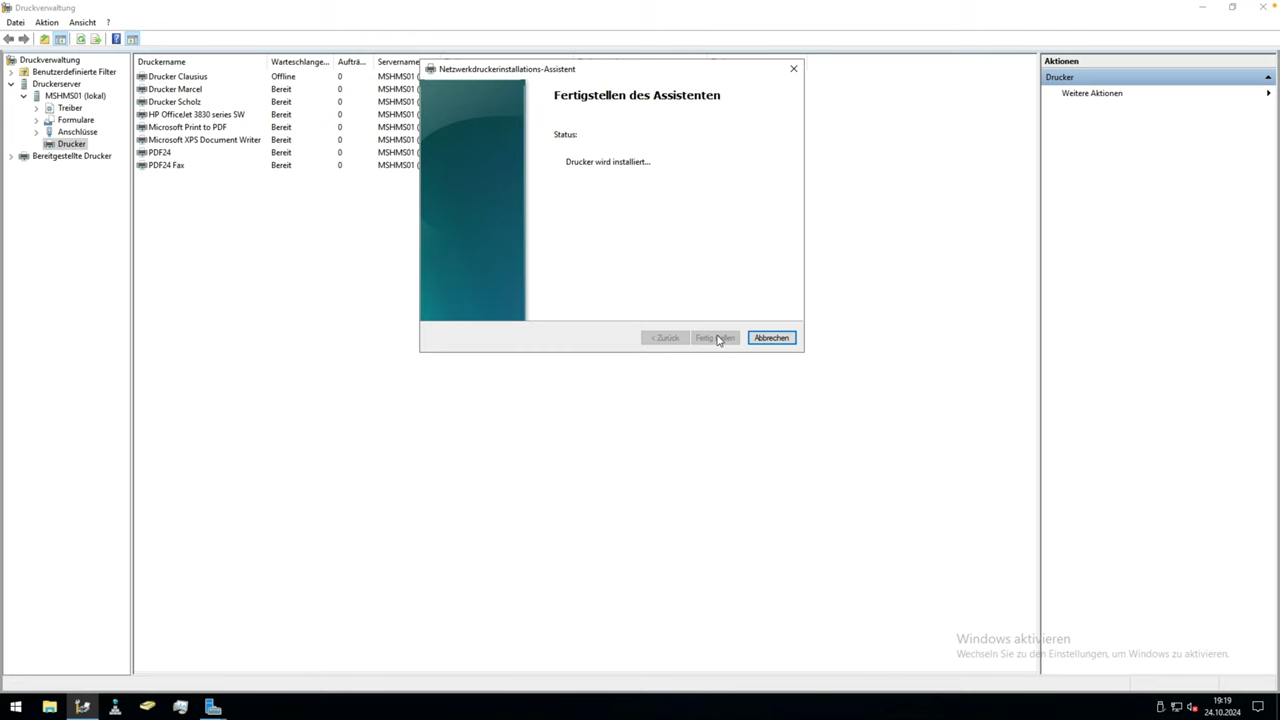 Druckverwaltung
Datei Aktion Ansicht ?
Druckverwaltung
Benutzerdefinierte Filter
Druckerserver
MSHMS01 (lokal)
Treiber
Formulare
Anschlüsse
Drucker
Bereitgestellte Drucker
Druckername Warteschlange... Aufträ... Servername
Drucker Clausius Offline 0 MSHMS01 (
Drucker Marcel Bereit 0 MSHMS01 (
Drucker Scholz Bereit 0 MSHMS01 (
HP OfficeJet 3830 series SW Bereit 0 MSHMS01 (
Microsoft Print to PDF Bereit 0 MSHMS01 (
Microsoft XPS Document Writer Bereit 0 MSHMS01 (
PDF24 Bereit 0 MSHMS01 (
PDF24 Fax Bereit 0 MSHMS01 (
Netzwerkdruckerinstallations-Assistent
Fertigstellen des Assistenten
Status:
Drucker wird installiert...
< Zurück Abbrechen
Aktionen
Drucker
Weitere Aktionen
Windows aktivieren
Wechseln Sie zu den Einstellungen, um Windows zu aktivieren.
19:19
24.10.2024